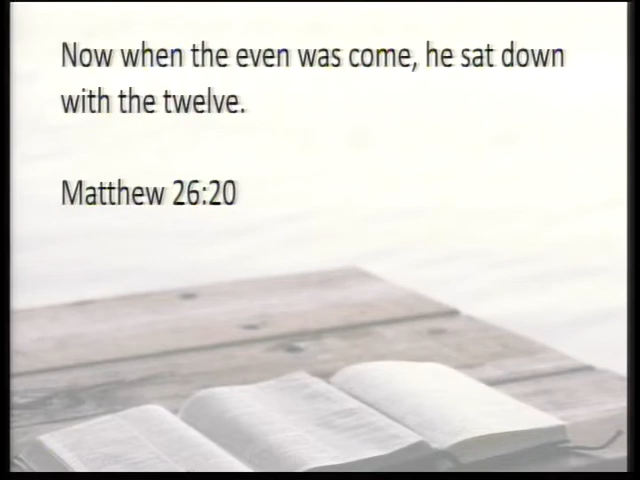 Now when the even was come, he sat down
with the twelve.
Matthew 26:20